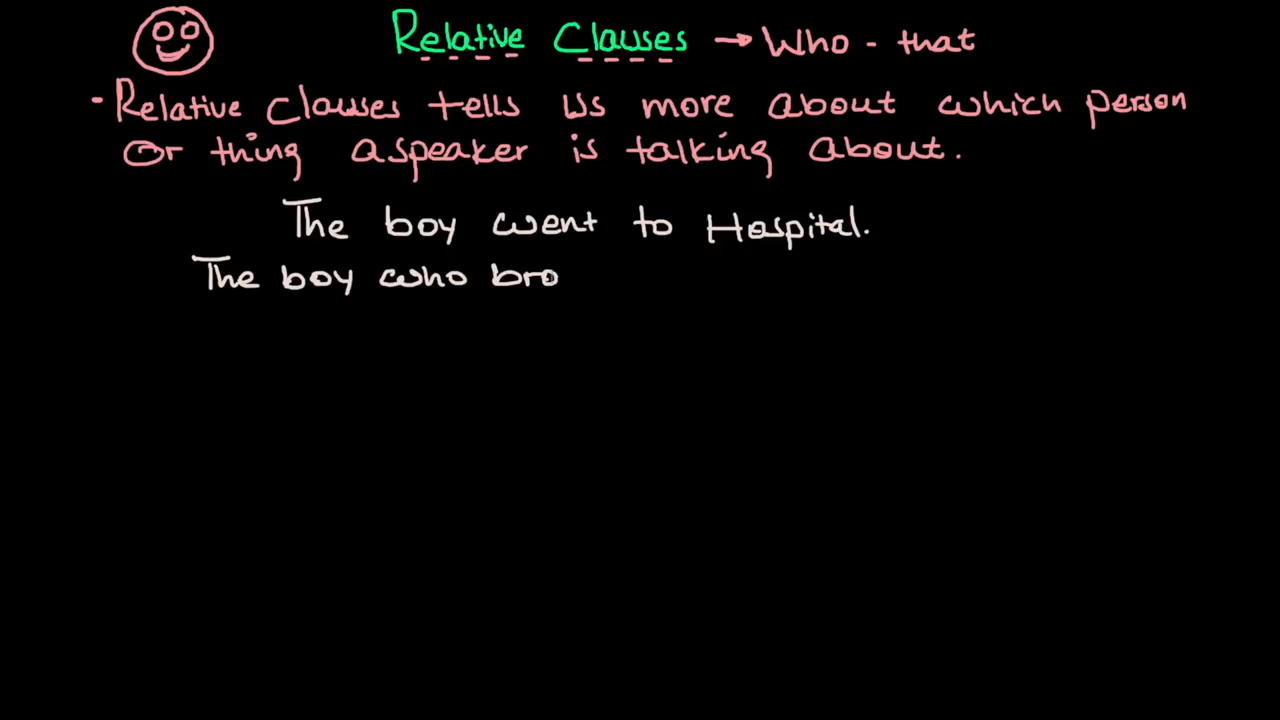 Relative Clauses → Who - that
· Relative clauses tells us more about which person
Or thing a speaker is talking about.
The boy went to Hospital.
The boy who bro